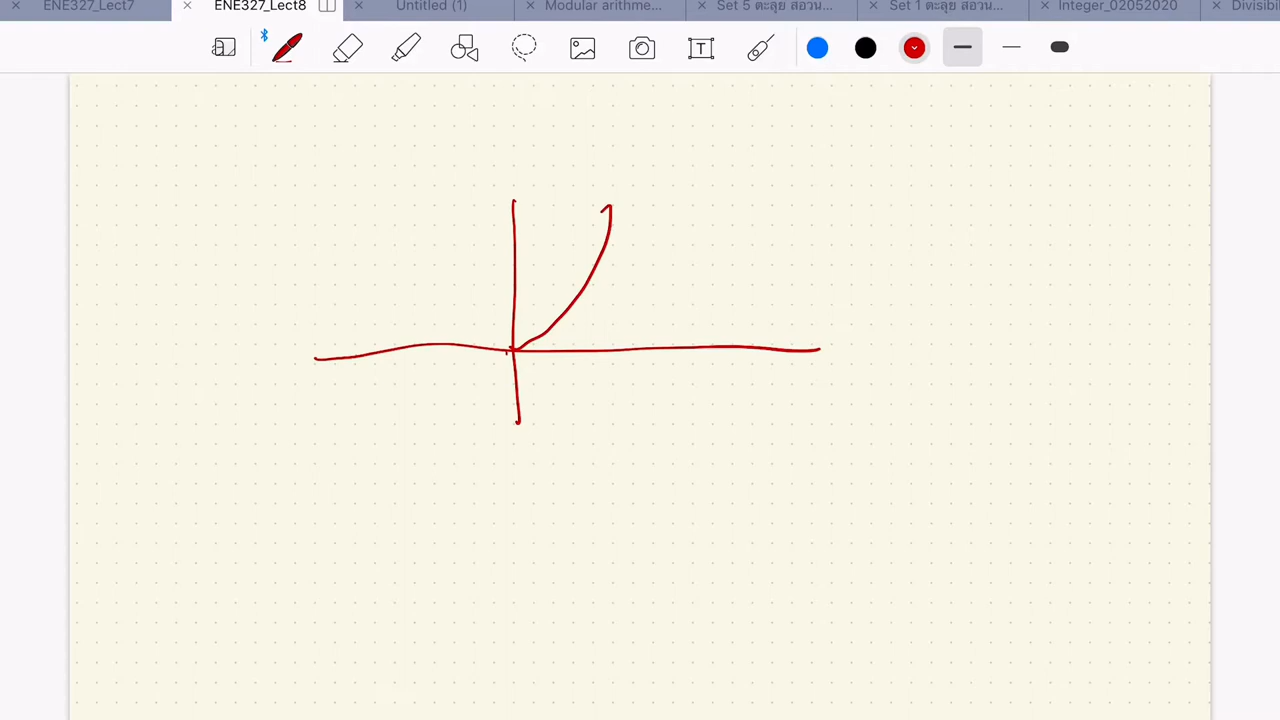 ENE327_Lect7
ENE327_Lect8
Untitled (1)
Modular arithme...
Set 5 ตะลุย สอวน...
Set 1 ตะลุย สอวน...
Integer_02052020
Divisibil
a
T